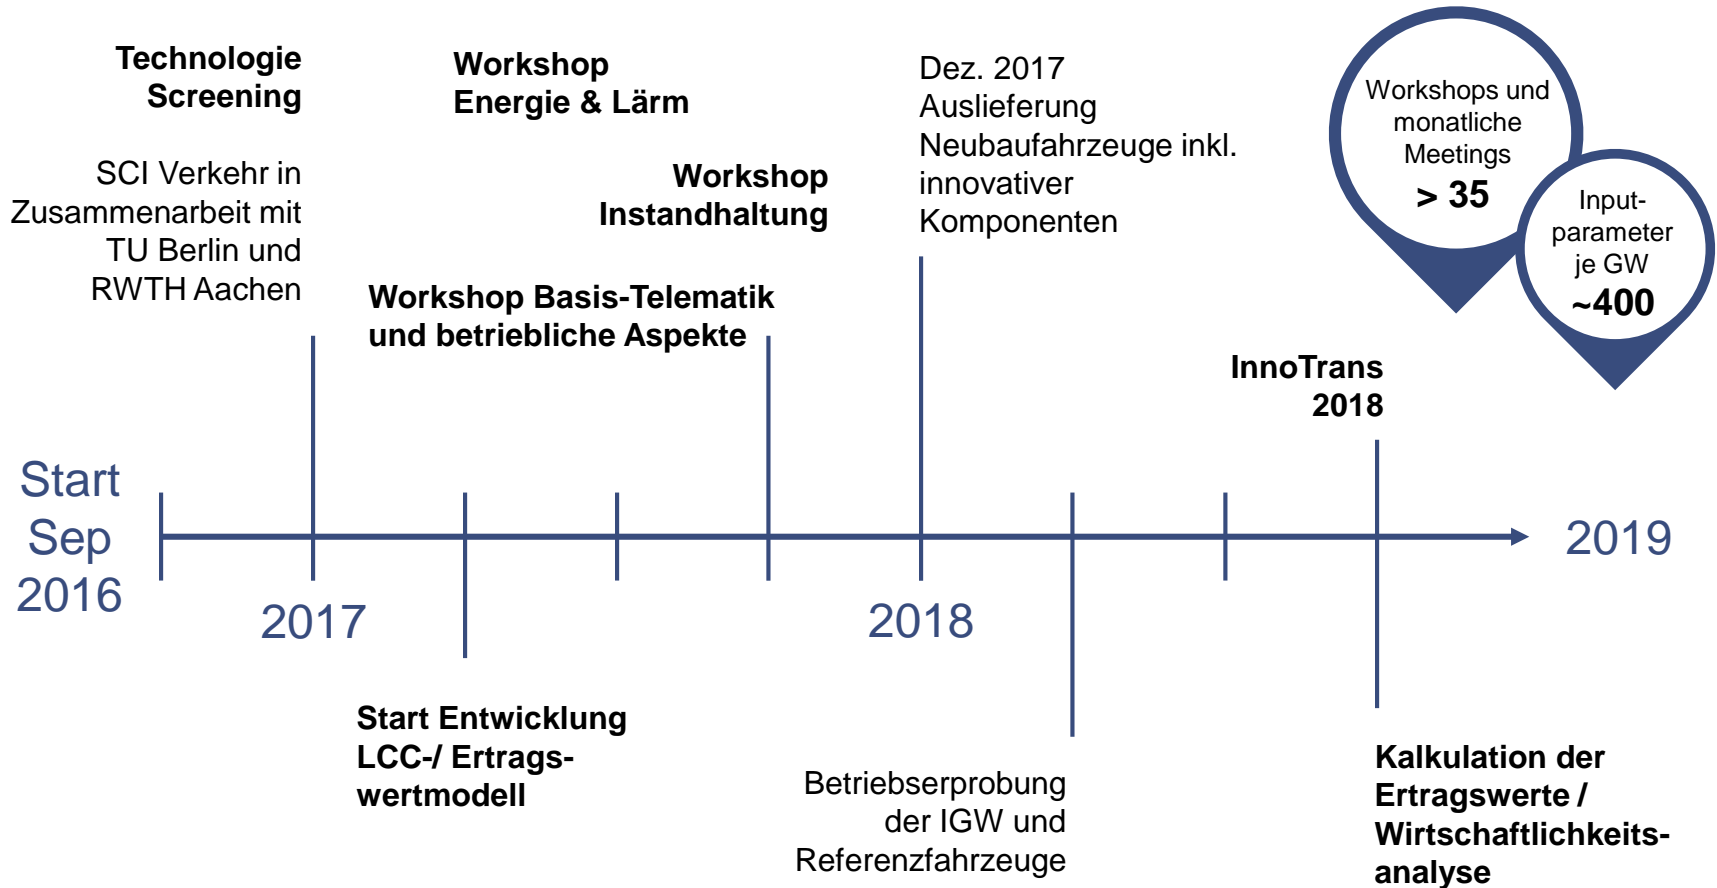 Technologie
Screening
SCI Verkehr in
Zusammenarbeit mit
TU Berlin und
RWTH Aachen
Workshop
Energie & Lärm
Workshop
Instandhaltung
Workshop Basis-Telematik
und betriebliche Aspekte
Dez. 2017
Auslieferung
Neubaufahrzeuge inkl.
innovativer
Komponenten
Workshops und
monatliche
Meetings
> 35
Input-
parameter
je GW
~400
InnoTrans
2018
Start
Sep
2016
2017
2018
2019
Start Entwicklung
LCC-/ Ertrags-
wertmodell
Betriebserprobung
der IGW und
Referenzfahrzeuge
Kalkulation der
Ertragswerte /
Wirtschaftlichkeits-
analyse